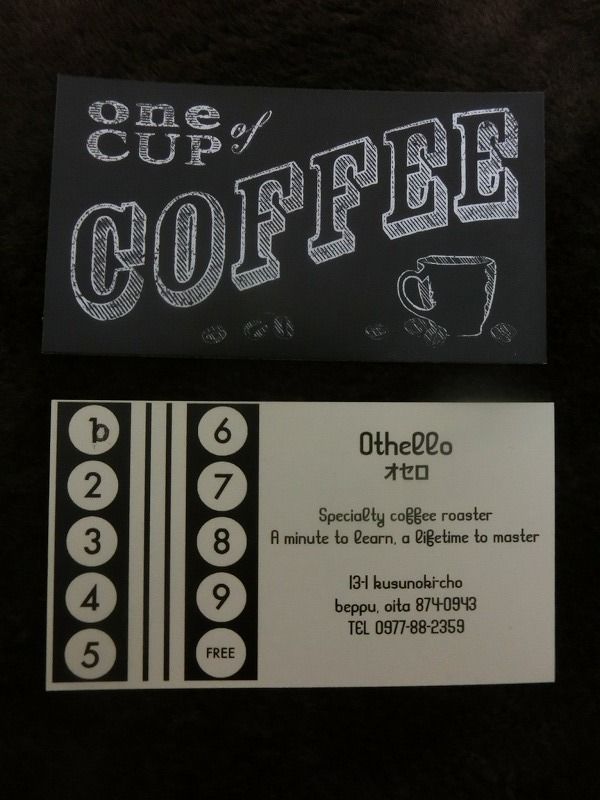 one
CUP of
COFFEE
1
2
3
4
5
6
7
8
9
FREE
Othello
オセロ
Specialty coffee roaster
A minute to learn, a lifetime to master
13-1 kusunoki-cho
beppu, oita 874-0943
TEL 0977-88-2359